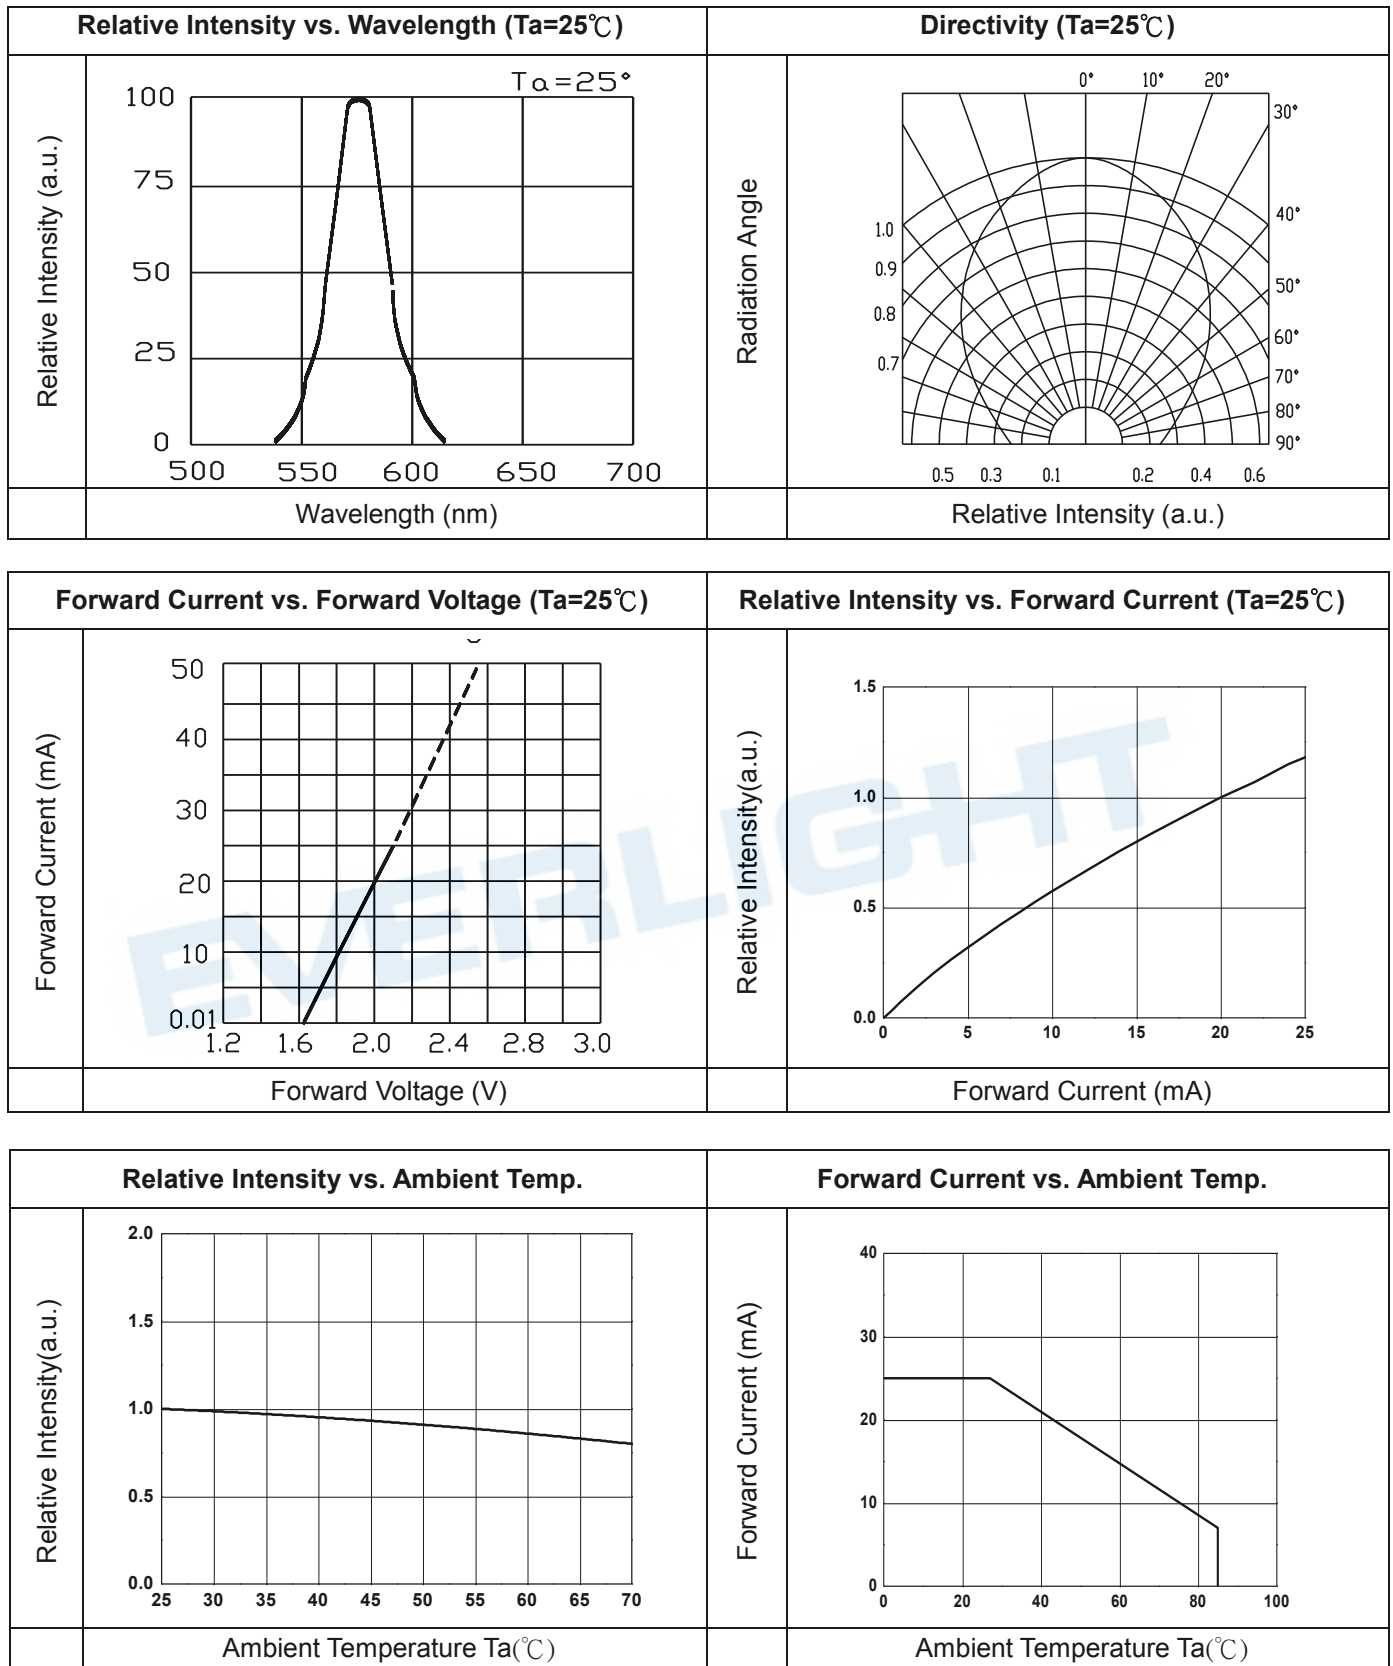 Relative Intensity vs. Wavelength (Ta=25℃)
Directivity (Ta=25℃)
Relative Intensity (a.u.)
Ta=25°
100
75
50
25
0
500 550 600 650 700
Wavelength (nm)
Radiation Angle
0° 10° 20°
30°
40°
50°
60°
70°
80°
90°
1.0
0.9
0.8
0.7
0.5 0.3 0.1 0.2 0.4 0.6
Relative Intensity (a.u.)
Forward Current vs. Forward Voltage (Ta=25℃)
Relative Intensity vs. Forward Current (Ta=25℃)
Forward Current (mA)
50
40
30
20
10
0.01
1.2 1.6 2.0 2.4 2.8 3.0
Forward Voltage (V)
Relative Intensity(a.u.)
1.5
1.0
0.5
0.0
0 5 10 15 20 25
Forward Current (mA)
EVERLIGHT
Relative Intensity vs. Ambient Temp.
Forward Current vs. Ambient Temp.
Relative Intensity(a.u.)
2.0
1.5
1.0
0.5
0.0
25 30 35 40 45 50 55 60 65 70
Ambient Temperature Ta(℃)
Forward Current (mA)
40
30
20
10
0
0 20 40 60 80 100
Ambient Temperature Ta(℃)